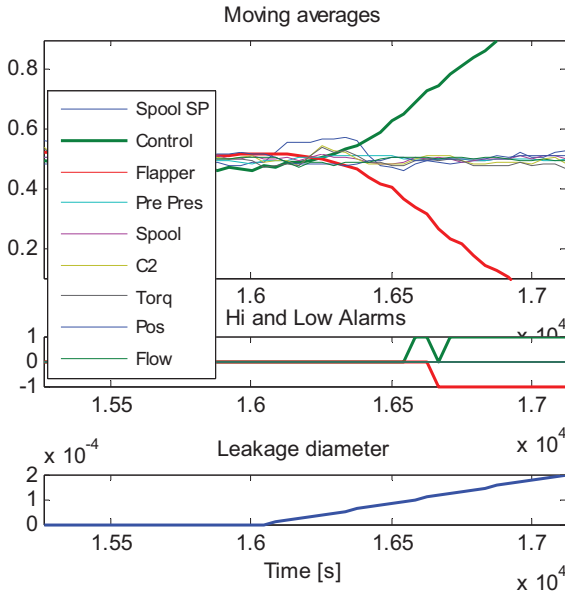 Moving averages
0.8
0.6
0.4
0.2
Spool SP
Control
Flapper
Pre Pres
Spool
C2
Torq
Pos
Flow
1.6
1.65
1.7
x 10^4
Hi and Low Alarms
1
0
-1
1.55
1.6
1.65
1.7
x 10^4
x 10^-4
Leakage diameter
2
1
0
1.55
1.6
1.65
1.7
Time [s]
x 10^4